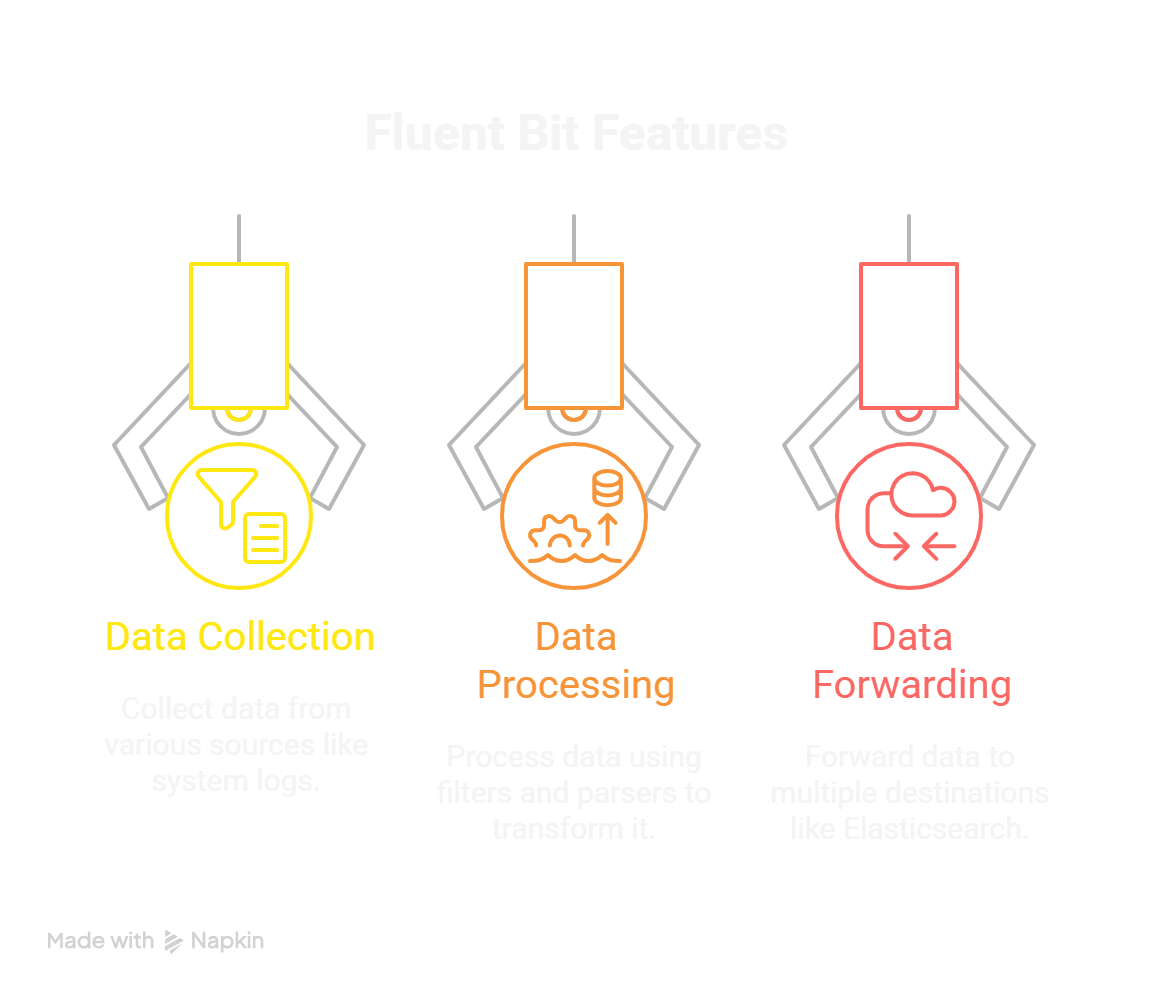 Fluent Bit Features
Data Collection
Collect data from
various sources like
system logs.
Data
Processing
Process data using
filters and parsers to
transform it.
Data
Forwarding
Forward data to
multiple destinations
like Elasticsearch.
Made with Napkin